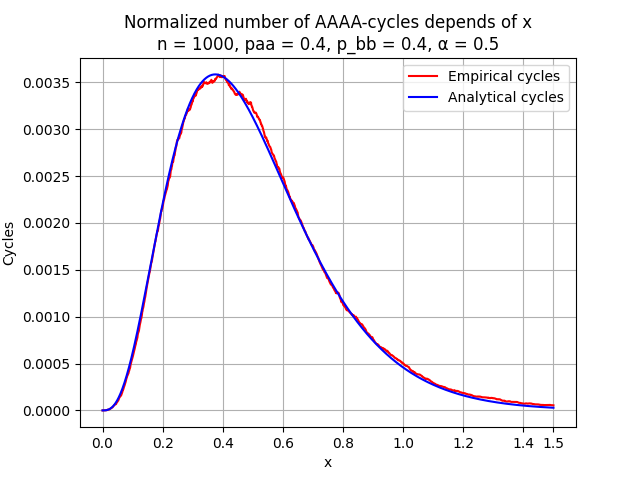 Normalized number of AAAA-cycles depends of x
n = 1000, paa = 0.4, p_bb = 0.4, α = 0.5
Empirical cycles
Analytical cycles
Cycles
0.0035
0.0030
0.0025
0.0020
0.0015
0.0010
0.0005
0.0000
0.0 0.2 0.4 0.6 0.8 1.0 1.2 1.4 1.5
x